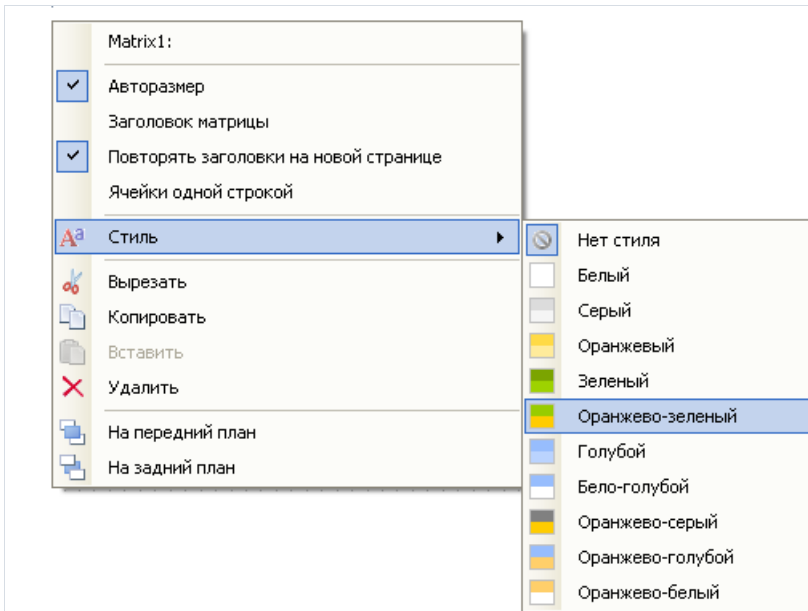 Matrix1:
Авторазмер
Заголовок матрицы
Повторять заголовки на новой странице
Ячейки одной строкой
Стиль
Вырезать
Копировать
Вставить
Удалить
На передний план
На задний план
Нет стиля
Белый
Серый
Оранжевый
Зеленый
Оранжево-зеленый
Голубой
Бело-голубой
Оранжево-серый
Оранжево-голубой
Оранжево-белый